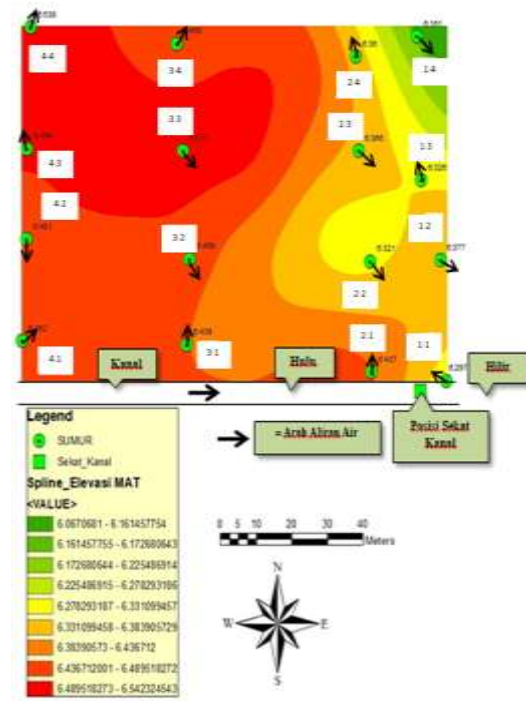 4.4
3.4
2.4
1.4
3.3
2.3
1.3
4.3
4.2
3.2
1.2
2.2
4.1
3.1
2.1
1.1
Kanal
Hulu
Hilir
Posisi Sekat
Kanal
= Arah Aliran Air
Legend
SUMUR
Sekat_Kanal
Spline_Elevasi MAT
<VALUE>
6.0670681 - 6.161457754
6.161457755 - 6.172680643
6.172680644 - 6.225486914
6.225486915 - 6.278293186
6.278293187 - 6.331099457
6.331099458 - 6.383905729
6.38390573 - 6.436712
6.436712001 - 6.489518272
6.489518273 - 6.542324543
0 5 10 20 30 40
Meters
N
W E
S